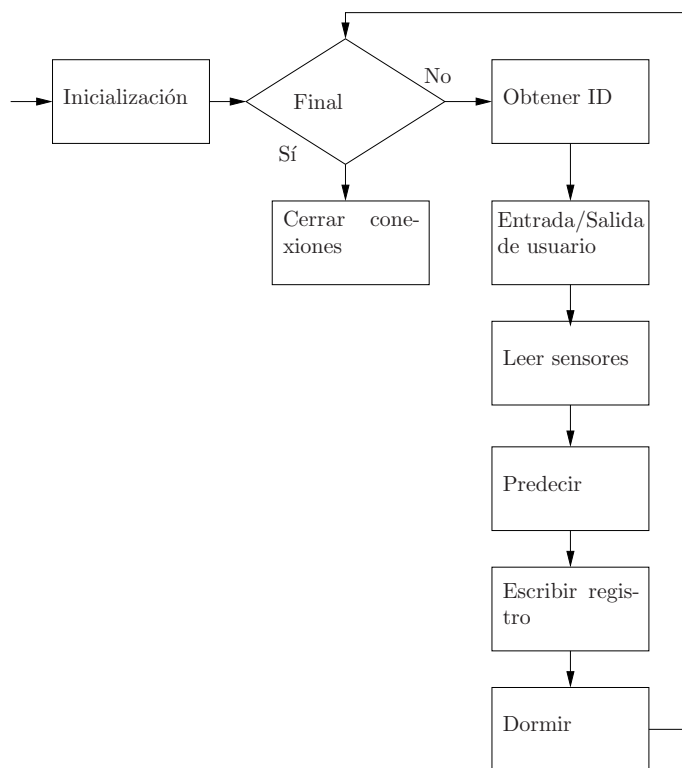 Inicialización
Final
No
Sí
Obtener ID
Cerrar cone-
xiones
Entrada/Salida
de usuario
Leer sensores
Predecir
Escribir regis-
tro
Dormir